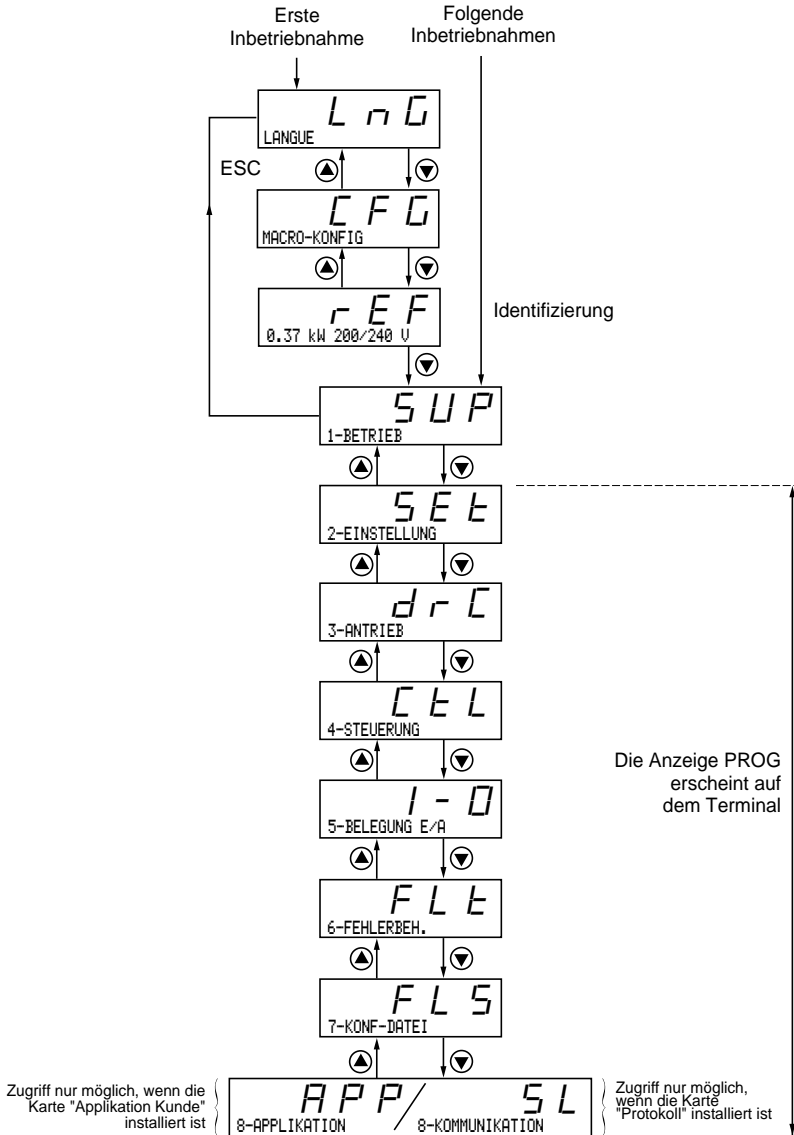 Erste
Inbetriebnahme
Folgende
Inbetriebnahmen
LnG
LANGUE
ESC
CFG
MACRO-KONFIG
rEF
0.37 kW 200/240 V
Identifizierung
SUP
1-BETRIEB
SEt
2-EINSTELLUNG
drC
3-ANTRIEB
CtL
4-STEUERUNG
Die Anzeige PROG
erscheint auf
dem Terminal
I-O
5-BELEGUNG E/A
FLt
6-FEHLERBEH.
FLS
7-KONF-DATEI
Zugriff nur möglich, wenn die
Karte "Applikation Kunde"
installiert ist
APP/ SL
8-APPLIKATION 8-KOMMUNIKATION
Zugriff nur möglich,
wenn die Karte
"Protokoll" installiert ist